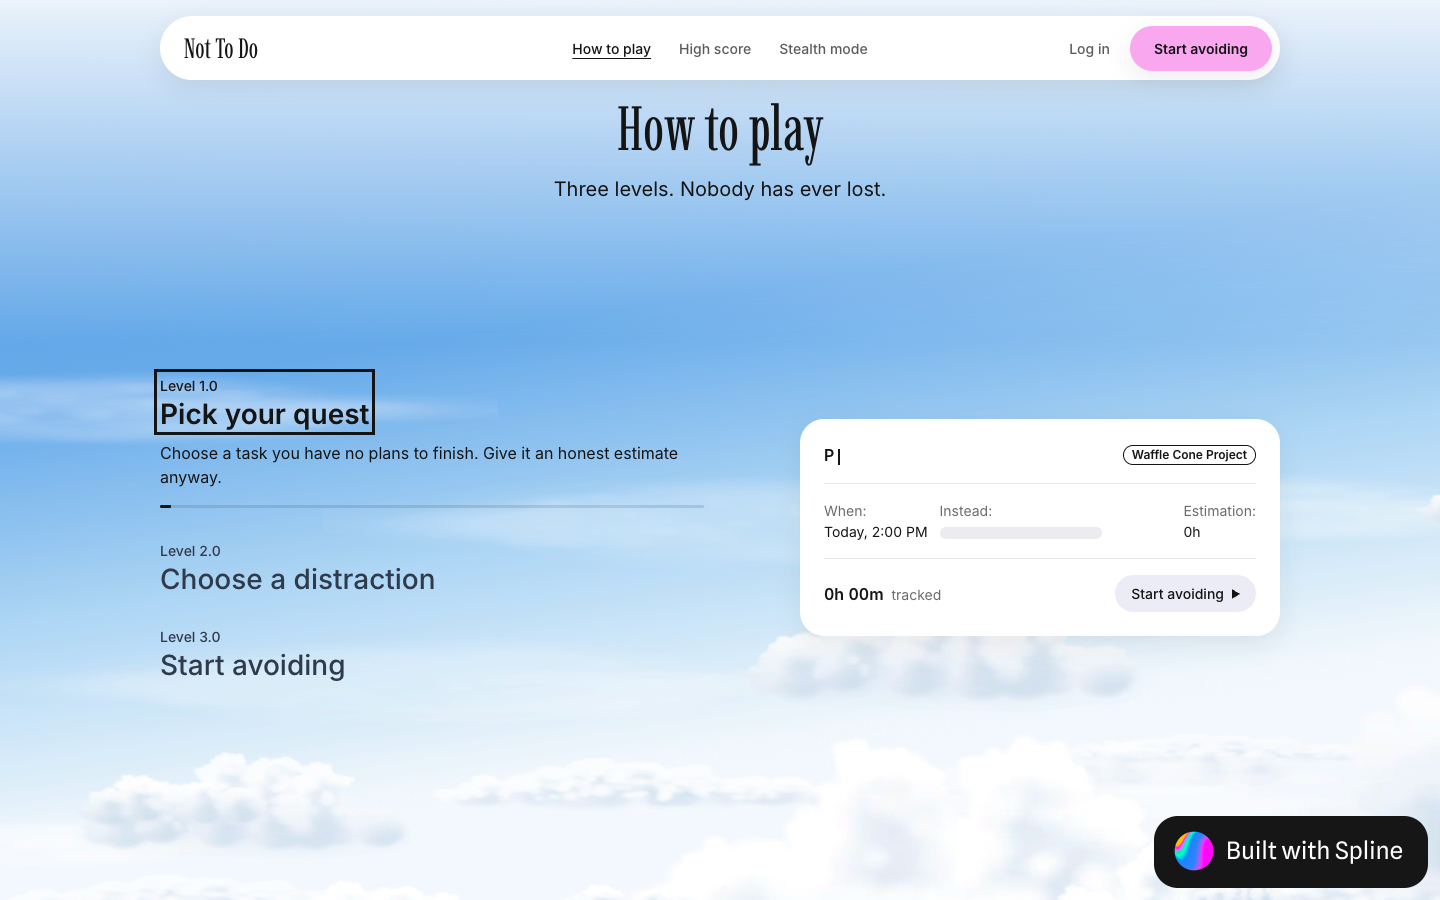 Not To Do
How to play
High score
Stealth mode
Log in
Start avoiding
How to play
Three levels. Nobody has ever lost.
Level 1.0
Pick your quest
Choose a task you have no plans to finish. Give it an honest estimate
anyway.
Level 2.0
Choose a distraction
Level 3.0
Start avoiding
P
Waffle Cone Project
When:
Today, 2:00 PM
Instead:
Estimation:
0h
0h 00m tracked
Start avoiding
Built with Spline